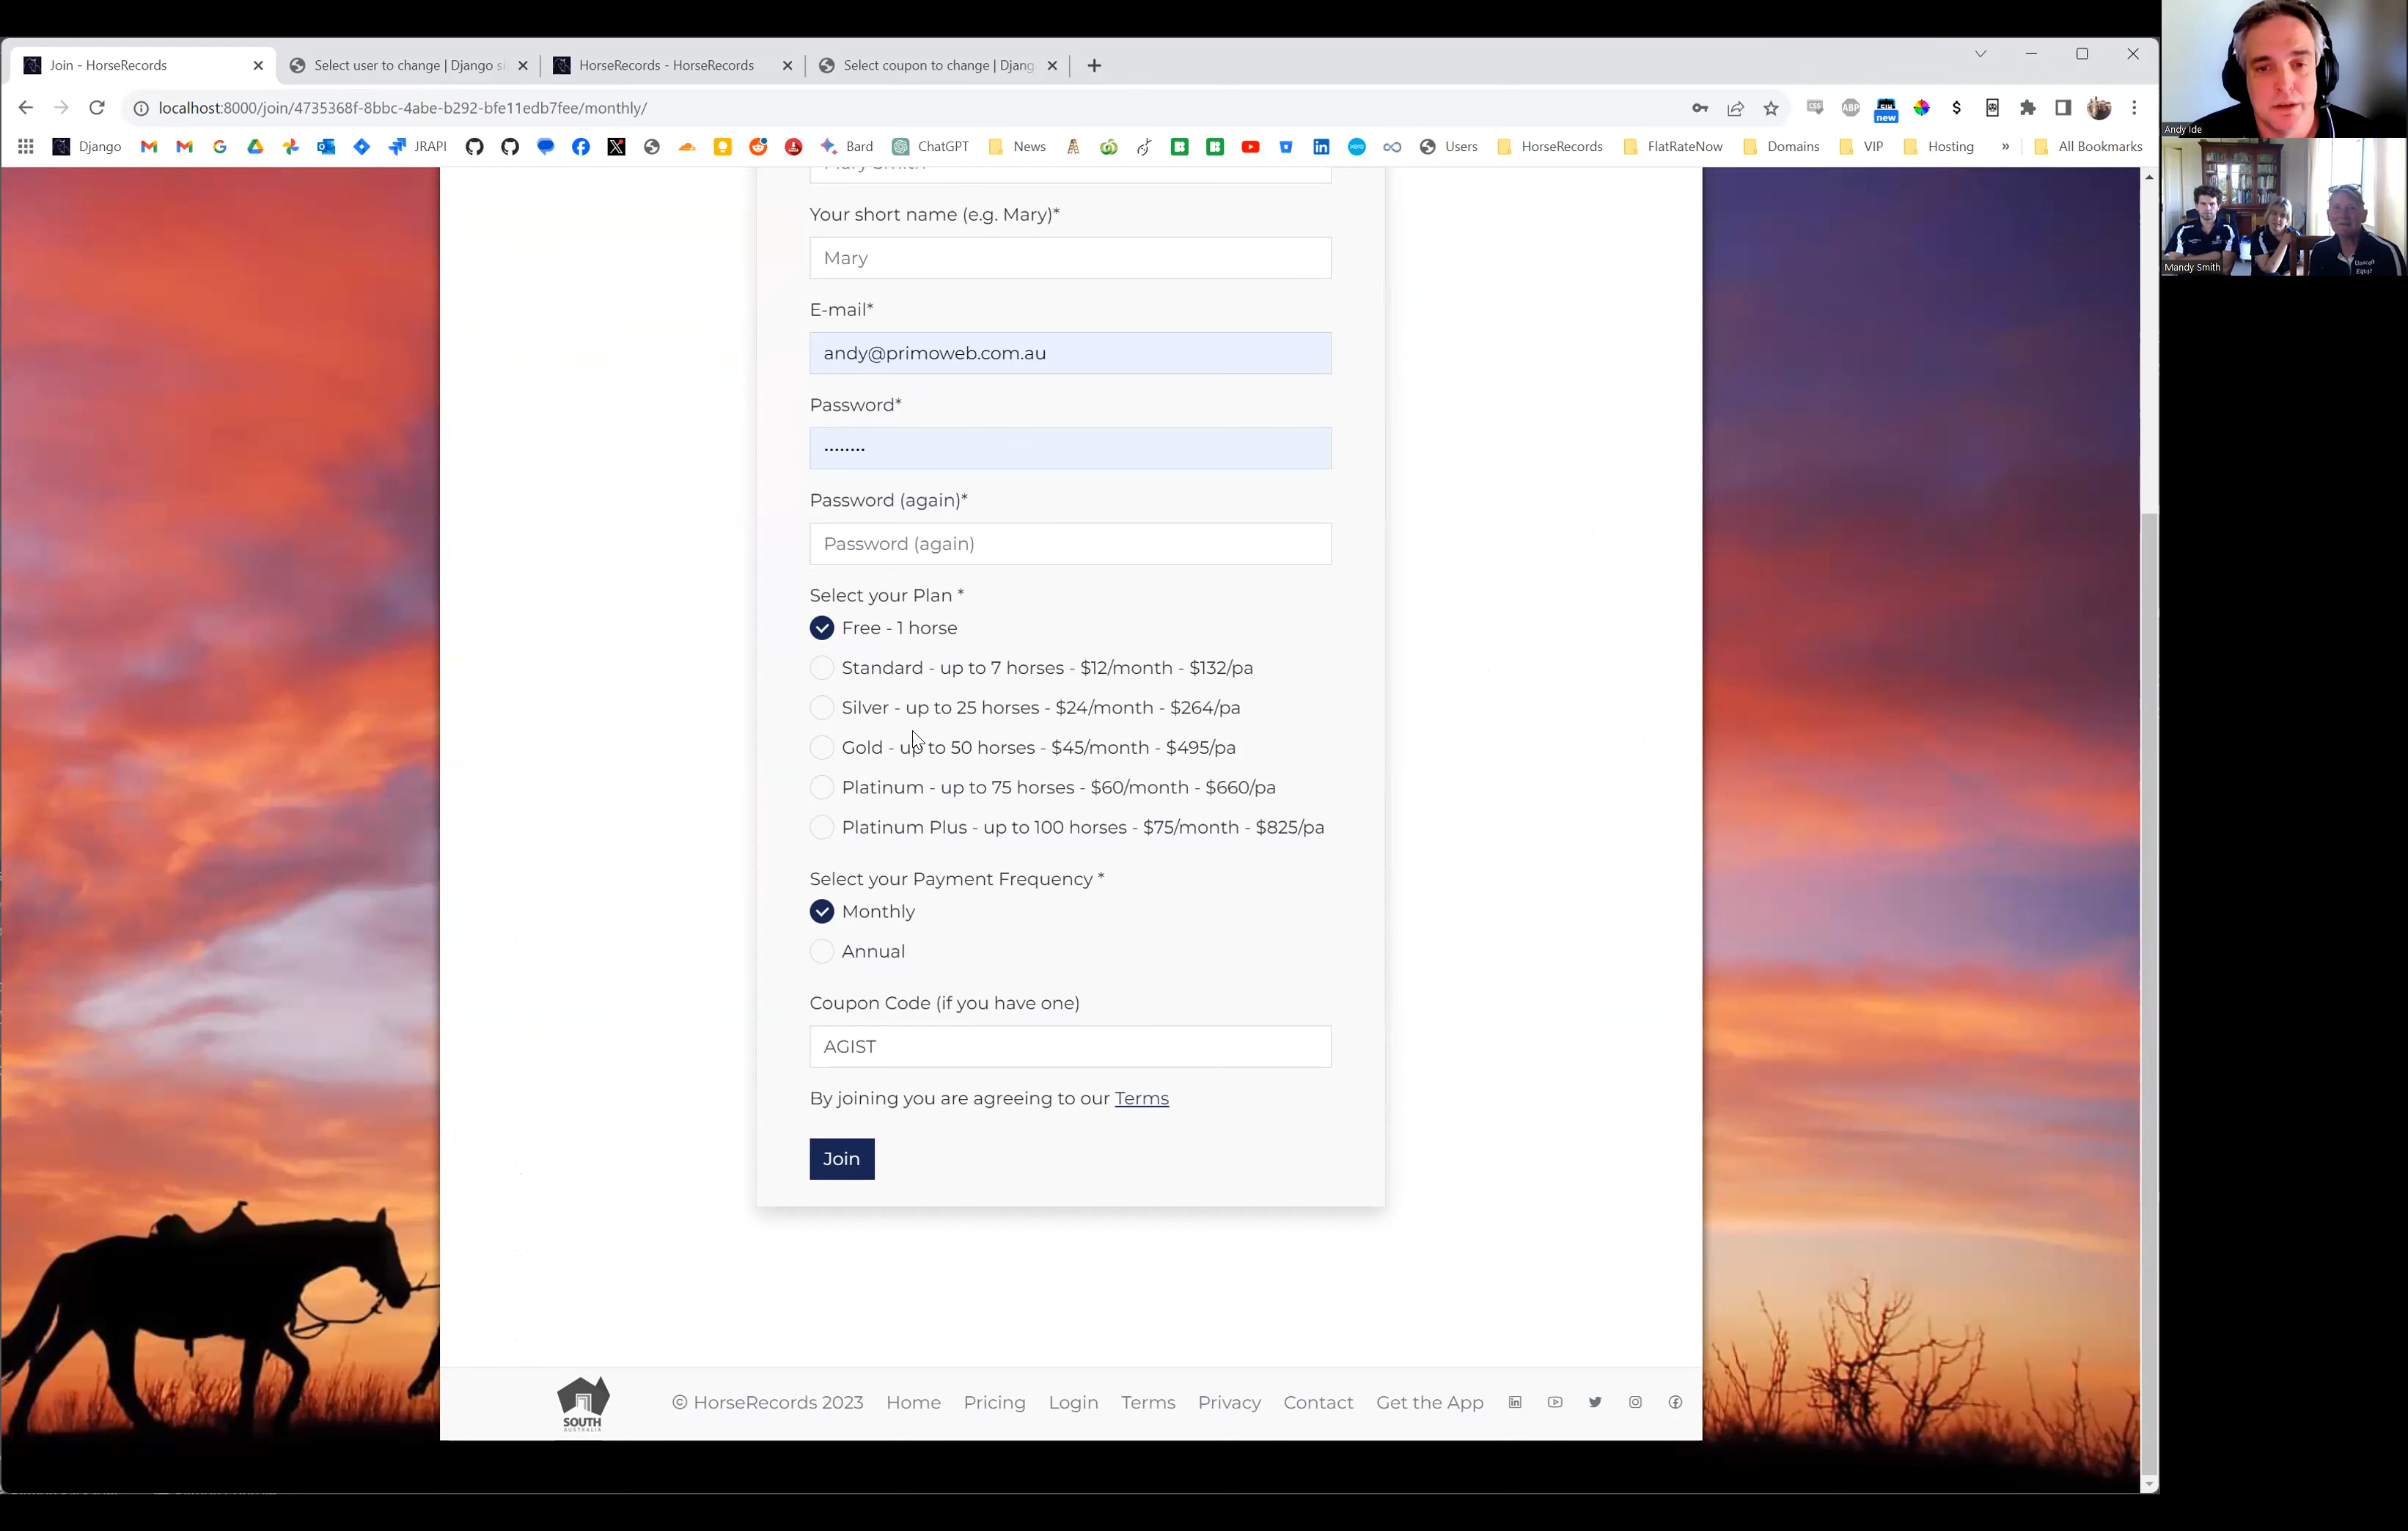 Join - HorseRecords
Select user to change | Django si
HorseRecords - HorseRecords
Select coupon to change | Djang
localhost:8000/join/4735368f-8bbc-4abe-b292-bfe11edb7fee/monthly/
new
Django
JRAPI
Bard
ChatGPT
News
Users
HorseRecords
FlatRateNow
Domains
VIP
Hosting
»
All Bookmarks
Andy Ide
Mandy Smith
Mary Smith
Your short name (e.g. Mary)*
Mary
E-mail*
andy@primoweb.com.au
Password*
........
Password (again)*
Password (again)
Select your Plan *
Free - 1 horse
Standard - up to 7 horses - $12/month - $132/pa
Silver - up to 25 horses - $24/month - $264/pa
Gold - up to 50 horses - $45/month - $495/pa
Platinum - up to 75 horses - $60/month - $660/pa
Platinum Plus - up to 100 horses - $75/month - $825/pa
Select your Payment Frequency *
Monthly
Annual
Coupon Code (if you have one)
AGIST
By joining you are agreeing to our Terms
Join
SOUTH
AUSTRALIA
© HorseRecords 2023 Home Pricing Login Terms Privacy Contact Get the App